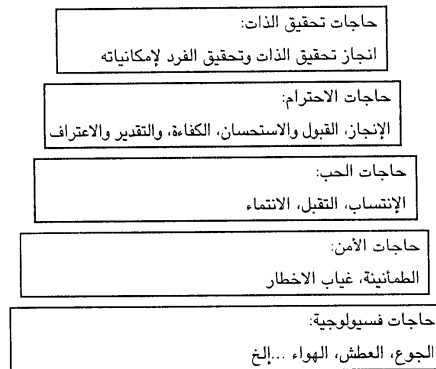 حاجات تحقيق الذات:
انجاز تحقيق الذات وتحقيق الفرد لإمكانياته
حاجات الاحترام:
الإنجاز، القبول والاستحسان، الكفاءة، والتقدير والاعتراف
حاجات الحب:
الإنتساب، التقبل، الانتماء
حاجات الأمن:
الطمأنينة، غياب الاخطار
حاجات فسيولوجية:
الجوع، العطش، الهواء ...إلخ